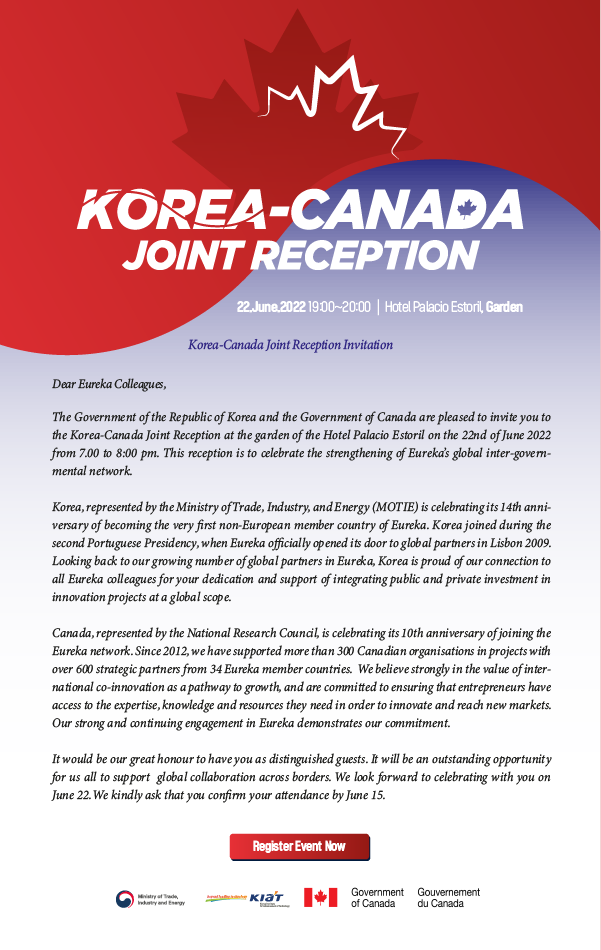 KOREA-CANADA
JOINT RECEPTION
22.June.2022 19:00~20:00 | Hotel Palacio Estoril, Garden
Korea-Canada Joint Reception Invitation
Dear Eureka Colleagues,
The Government of the Republic of Korea and the Government of Canada are pleased to invite you to
the Korea-Canada Joint Reception at the garden of the Hotel Palacio Estoril on the 22nd of June 2022
from 7.00 to 8:00 pm. This reception is to celebrate the strengthening of Eureka's global inter-govern-
mental network.
Korea, represented by the Ministry of Trade, Industry, and Energy (MOTIE) is celebrating its 14th anni-
versary of becoming the very first non-European member country of Eureka. Korea joined during the
second Portuguese Presidency, when Eureka officially opened its door to global partners in Lisbon 2009.
Looking back to our growing number of global partners in Eureka, Korea is proud of our connection to
all Eureka colleagues for your dedication and support of integrating public and private investment in
innovation projects at a global scope.
Canada, represented by the National Research Council, is celebrating its 10th anniversary of joining the
Eureka network. Since 2012, we have supported more than 300 Canadian organisations in projects with
over 600 strategic partners from 34 Eureka member countries. We believe strongly in the value of inter-
national co-innovation as a pathway to growth, and are committed to ensuring that entrepreneurs have
access to the expertise, knowledge and resources they need in order to innovate and reach new markets.
Our strong and continuing engagement in Eureka demonstrates our commitment.
It would be our great honour to have you as distinguished guests. It will be an outstanding opportunity
for us all to support global collaboration across borders. We look forward to celebrating with you on
June 22. We kindly ask that you confirm your attendance by June 15.
Register Event Now
Ministry of Trade,
Industry and Energy
KIAT
Government
of Canada
Gouvernement
du Canada